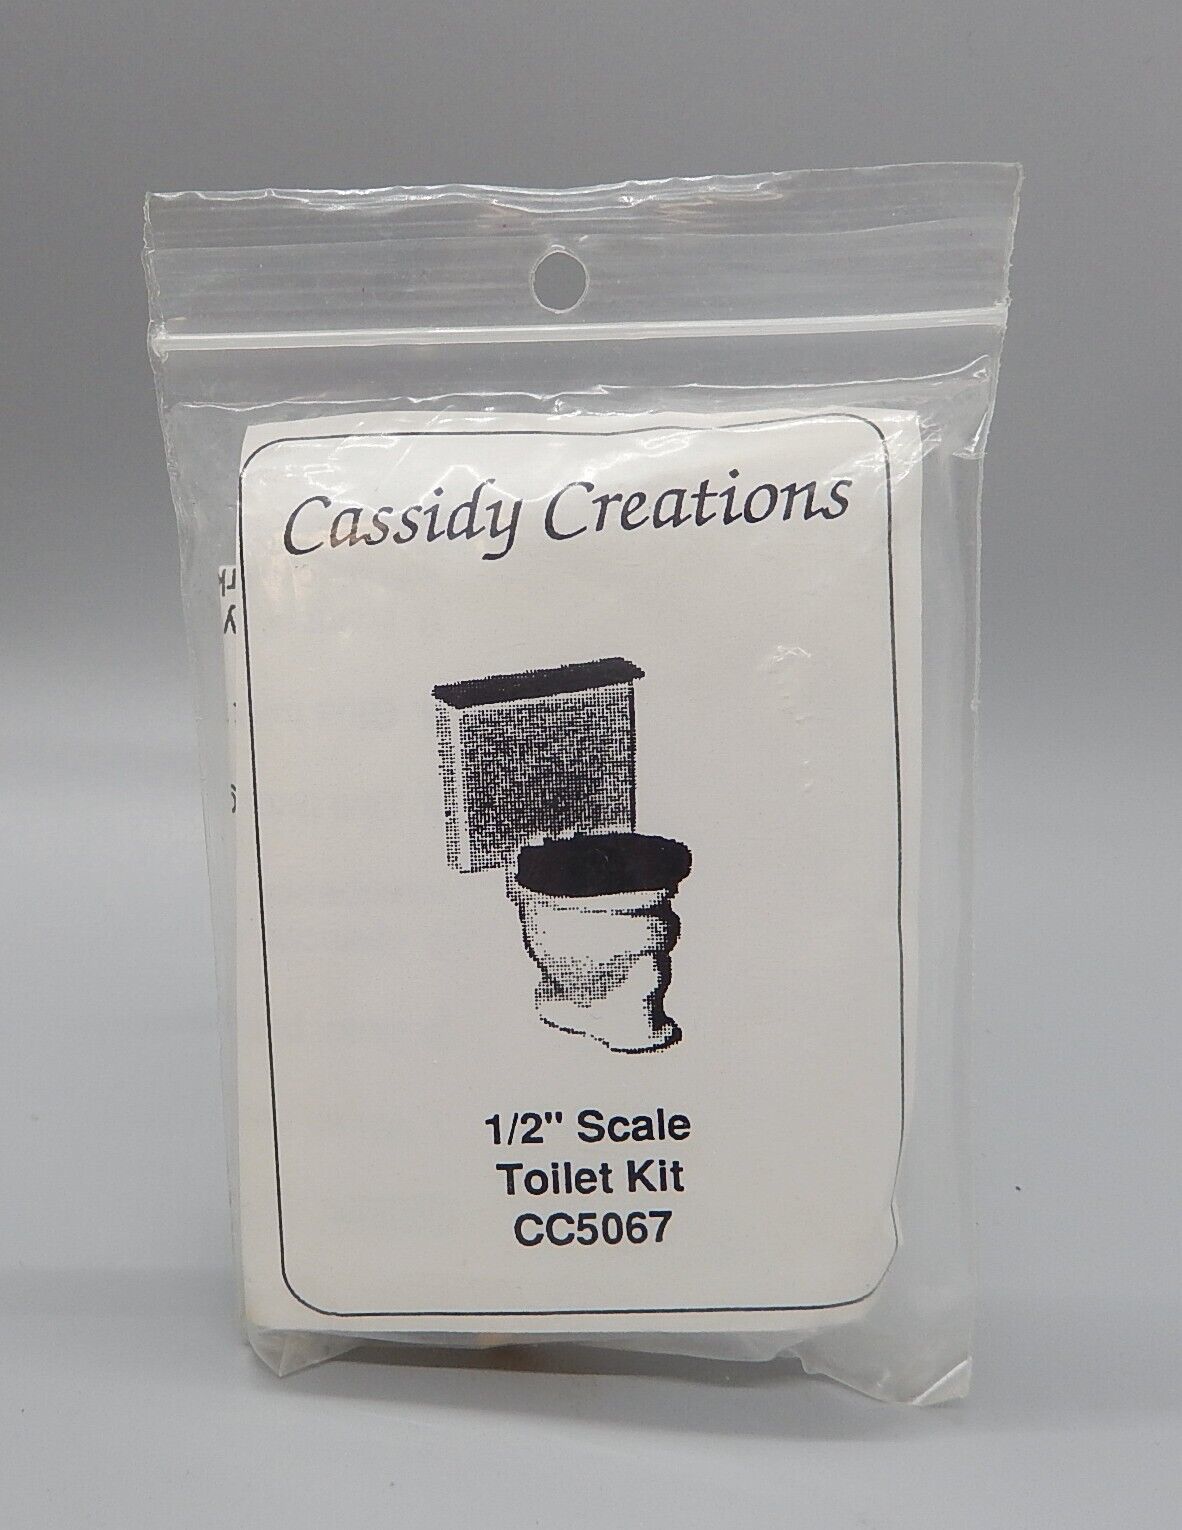 Cassidy Creations
1/2" Scale
Toilet Kit
CC5067